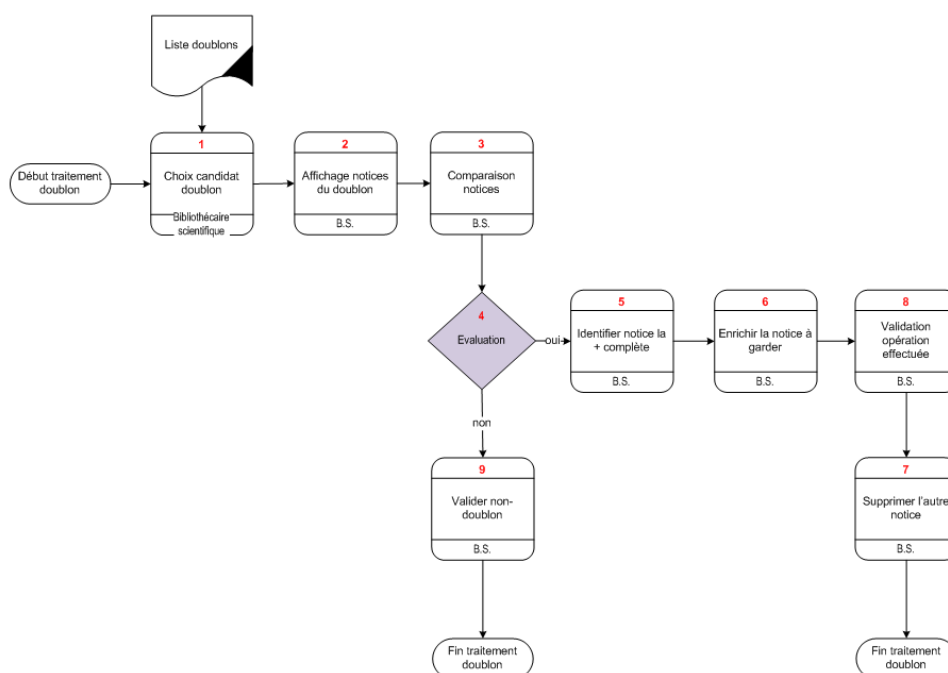 Liste doublons
Début traitement
doublon
1
Choix candidat
doublon
Bibliothécaire
scientifique
2
Affichage notices
du doublon
B.S.
3
Comparaison
notices
B.S.
4
Evaluation
oui
5
Identifier notice la
+ complète
B.S.
6
Enrichir la notice à
garder
B.S.
8
Validation
opération
effectuée
B.S.
non
9
Valider non-
doublon
B.S.
7
Supprimer l'autre
notice
B.S.
Fin traitement
doublon
Fin traitement
doublon